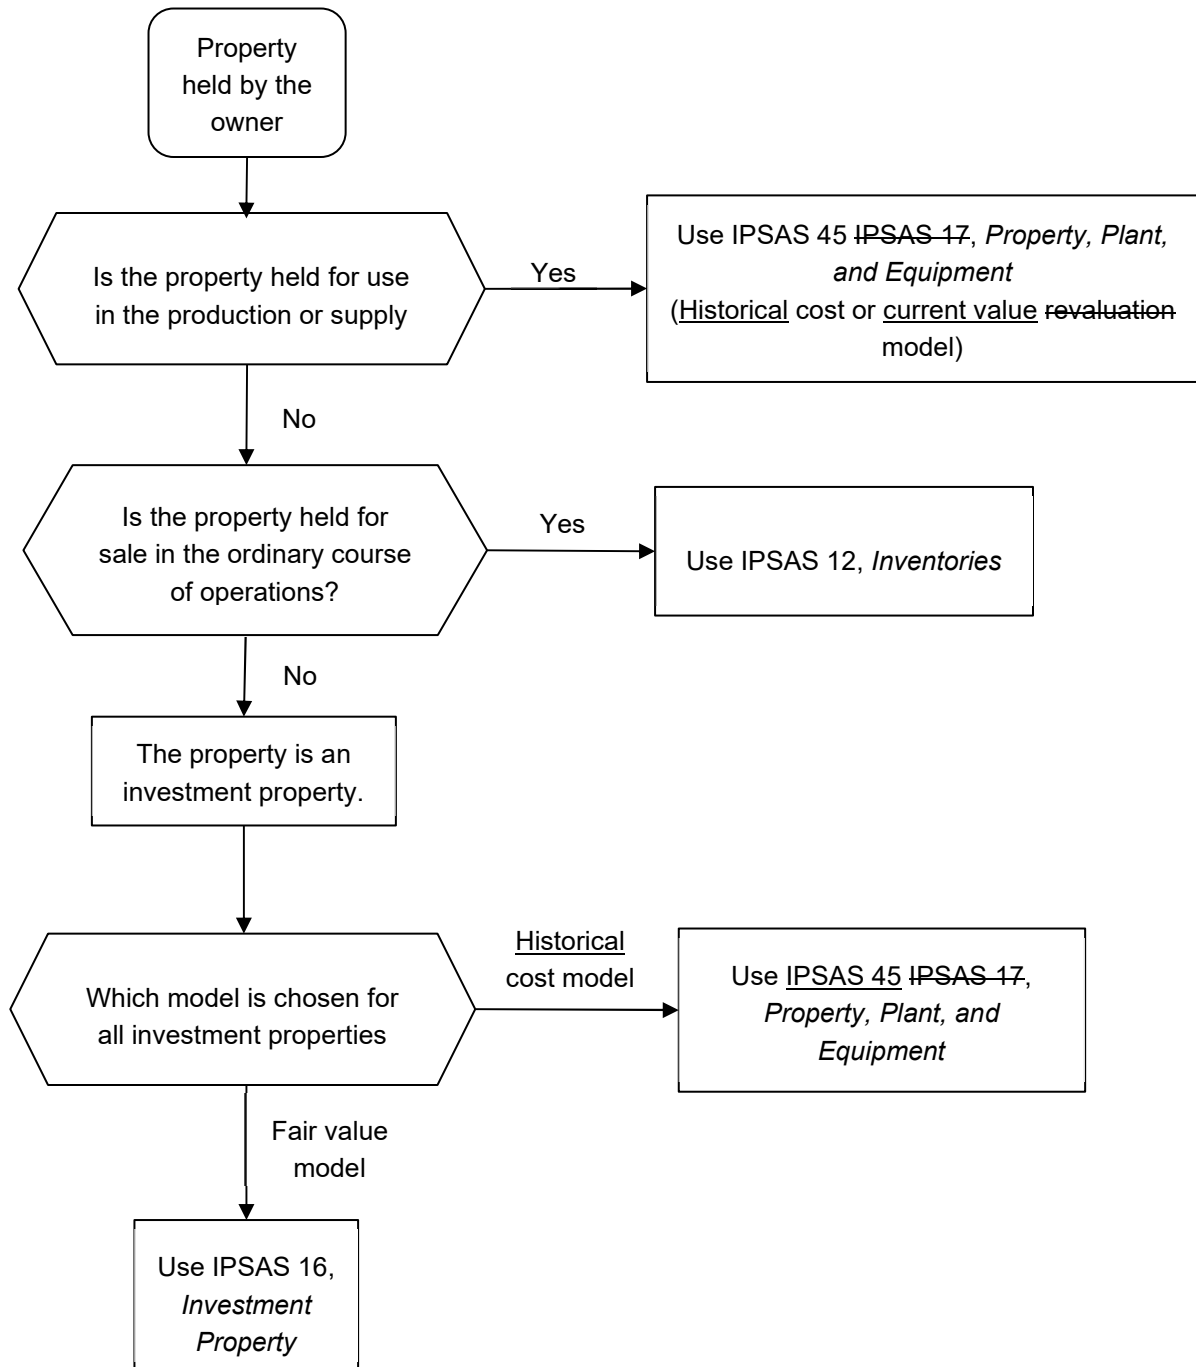 Property
held by the
owner
Is the property held for use
in the production or supply
Yes
Use IPSAS 45 IPSAS 17, Property, Plant,
and Equipment
(Historical cost or current value revaluation
model)
No
Is the property held for
sale in the ordinary course
of operations?
Yes
Use IPSAS 12, Inventories
No
The property is an
investment property.
Which model is chosen for
all investment properties
Historical
cost model
Use IPSAS 45 IPSAS 17,
Property, Plant, and
Equipment
Fair value
model
Use IPSAS 16,
Investment
Property